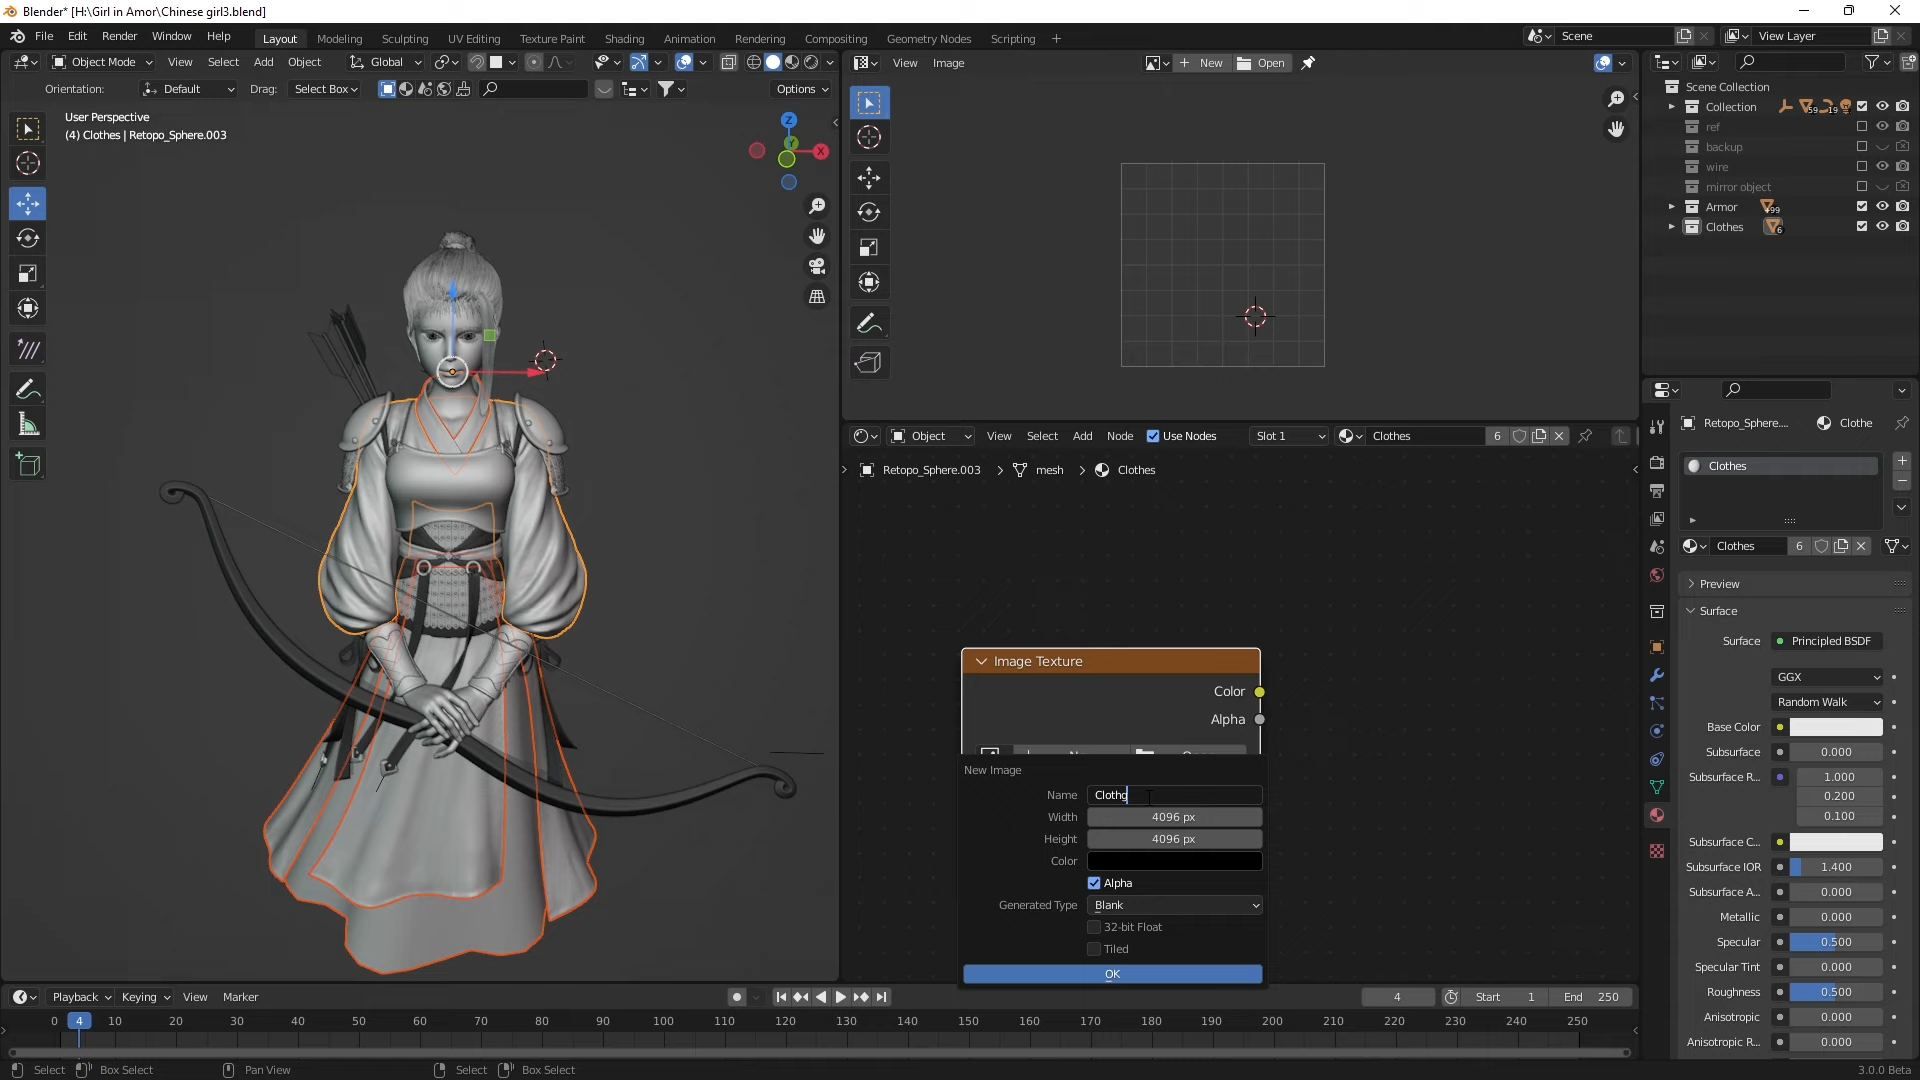 Blender* [H:\Girl in Amor\Chinese girl3.blend]
File Edit Render Window Help
Layout Modeling Sculpting UV Editing Texture Paint Shading Animation Rendering Compositing Geometry Nodes Scripting +
Scene
View Layer
Object Mode View Select Add Object Global
View Image New Open
Orientation: Default Drag: Select Box Options
User Perspective
(4) Clothes | Retopo_Sphere.003
Z
Y
X
Scene Collection
Collection 59 19
ref
backup
wire
mirror object
Armor +99
Clothes 6
Object View Select Add Node Use Nodes Slot 1 Clothes 6
Retopo_Sphere.003 > mesh > Clothes
Image Texture
Color
Alpha
New Image
Name Clothg
Width 4096 px
Height 4096 px
Color
Alpha
Generated Type Blank
32-bit Float
Tiled
OK
Retopo_Sphere.... Clothe
Clothes
Clothes 6
Preview
Surface
Surface Principled BSDF
GGX
Random Walk
Base Color
Subsurface 0.000
Subsurface R... 1.000
0.200
0.100
Subsurface C...
Subsurface IOR 1.400
Subsurface A... 0.000
Metallic 0.000
Specular 0.500
Specular Tint 0.000
Roughness 0.500
Anisotropic 0.000
Anisotropic R... 0.000
Playback Keying View Marker
4 Start 1 End 250
0 4 10 20 30 40 50 60 70 80 90 100 110 120 130 140 150 160 170 180 190 200 210 220 230 240 250
Select Box Select Pan View Select Box Select
3.0.0 Beta